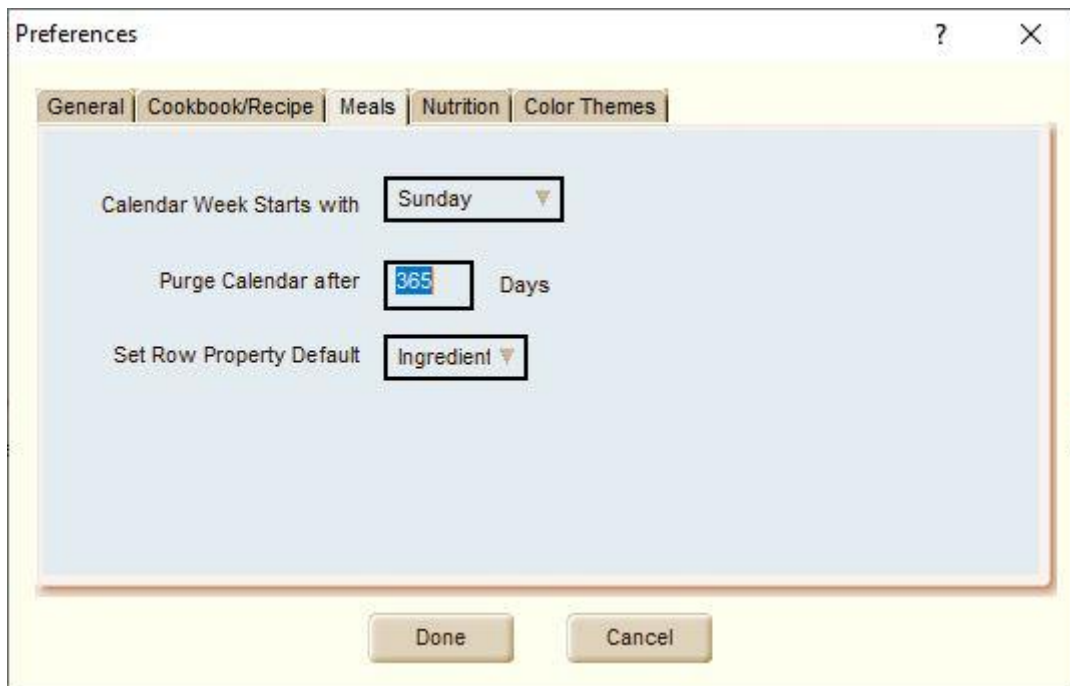 Preferences ?
General Cookbook/Recipe Meals Nutrition Color Themes
Calendar Week Starts with Sunday
Purge Calendar after 365 Days
Set Row Property Default Ingredient
Done Cancel